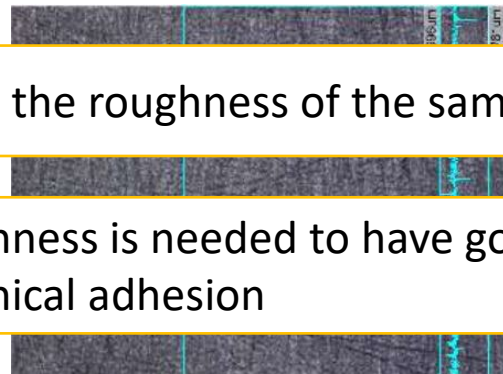 the roughness of the sam
nness is needed to have go
nical adhesion